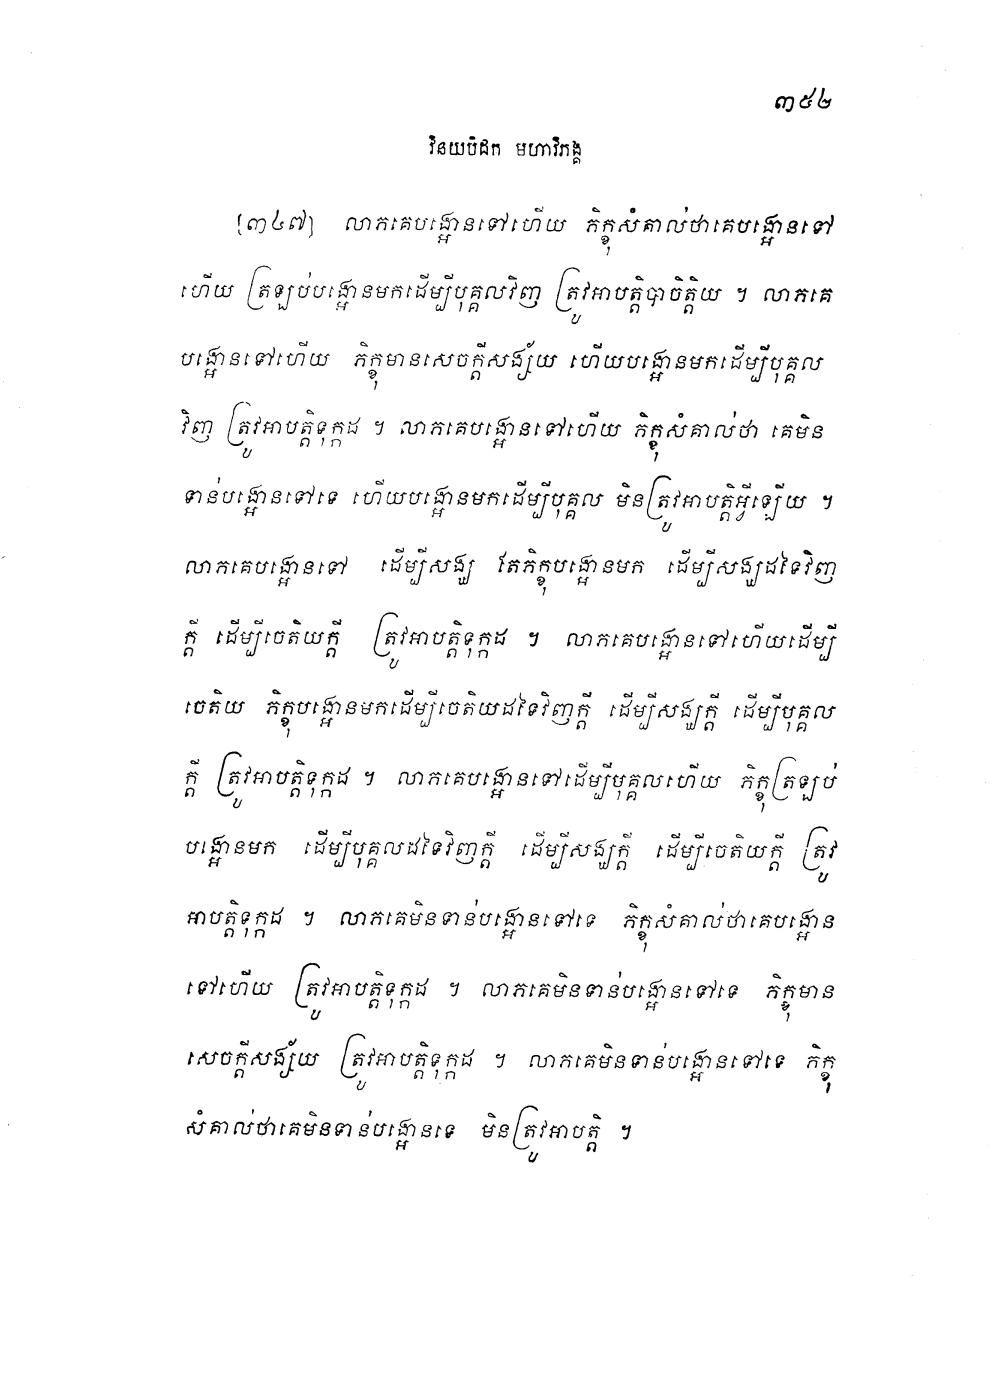 ៣៥២
វិនយបិដក មហាវិភង្គ
[៣៤៧] លាភគេបង្អោនទៅហើយ ភិក្ខុសំគាល់ថាគេបង្អោនទៅ
ហើយ ត្រឡប់បង្អោនមកដើម្បីបុគ្គលវិញ ត្រូវអាបត្តិបាចិត្តិយ ។ លាភគេ
បង្អោនទៅហើយ ភិក្ខុមានសេចក្តីសង្ស័យ ហើយបង្អោនមកដើម្បីបុគ្គល
វិញ ត្រូវអាបត្តិទុក្កដ ។ លាភគេបង្អោនទៅហើយ ភិក្ខុសំគាល់ថា គេមិន
ទាន់បង្អោនទៅទេ ហើយបង្អោនមកដើម្បីបុគ្គល មិនត្រូវអាបត្តិអ្វីឡើយ ។
លាភគេបង្អោនទៅ ដើម្បីសង្ឃ តែភិក្ខុបង្អោនមក ដើម្បីសង្ឃដទៃវិញ
ក្តី ដើម្បីចេតិយក្តី ត្រូវអាបត្តិទុក្កដ ។ លាភគេបង្អោនទៅហើយដើម្បី
ចេតិយ ភិក្ខុបង្អោនមកដើម្បីចេតិយដទៃវិញក្តី ដើម្បីសង្ឃក្តី ដើម្បីបុគ្គល
ក្តី ត្រូវអាបត្តិទុក្កដ ។ លាភគេបង្អោនទៅដើម្បីបុគ្គលហើយ ភិក្ខុត្រឡប់
បង្អោនមក ដើម្បីបុគ្គលដទៃវិញក្តី ដើម្បីសង្ឃក្តី ដើម្បីចេតិយក្តី ត្រូវ
អាបត្តិទុក្កដ ។ លាភគេមិនទាន់បង្អោនទៅទេ ភិក្ខុសំគាល់ថាគេបង្អោន
ទៅហើយ ត្រូវអាបត្តិទុក្កដ ។ លាភគេមិនទាន់បង្អោនទៅទេ ភិក្ខុមាន
សេចក្តីសង្ស័យ ត្រូវអាបត្តិទុក្កដ ។ លាភគេមិនទាន់បង្អោនទៅទេ ភិក្ខុ
សំគាល់ថាគេមិនទាន់បង្អោនទេ មិនត្រូវអាបត្តិ ។